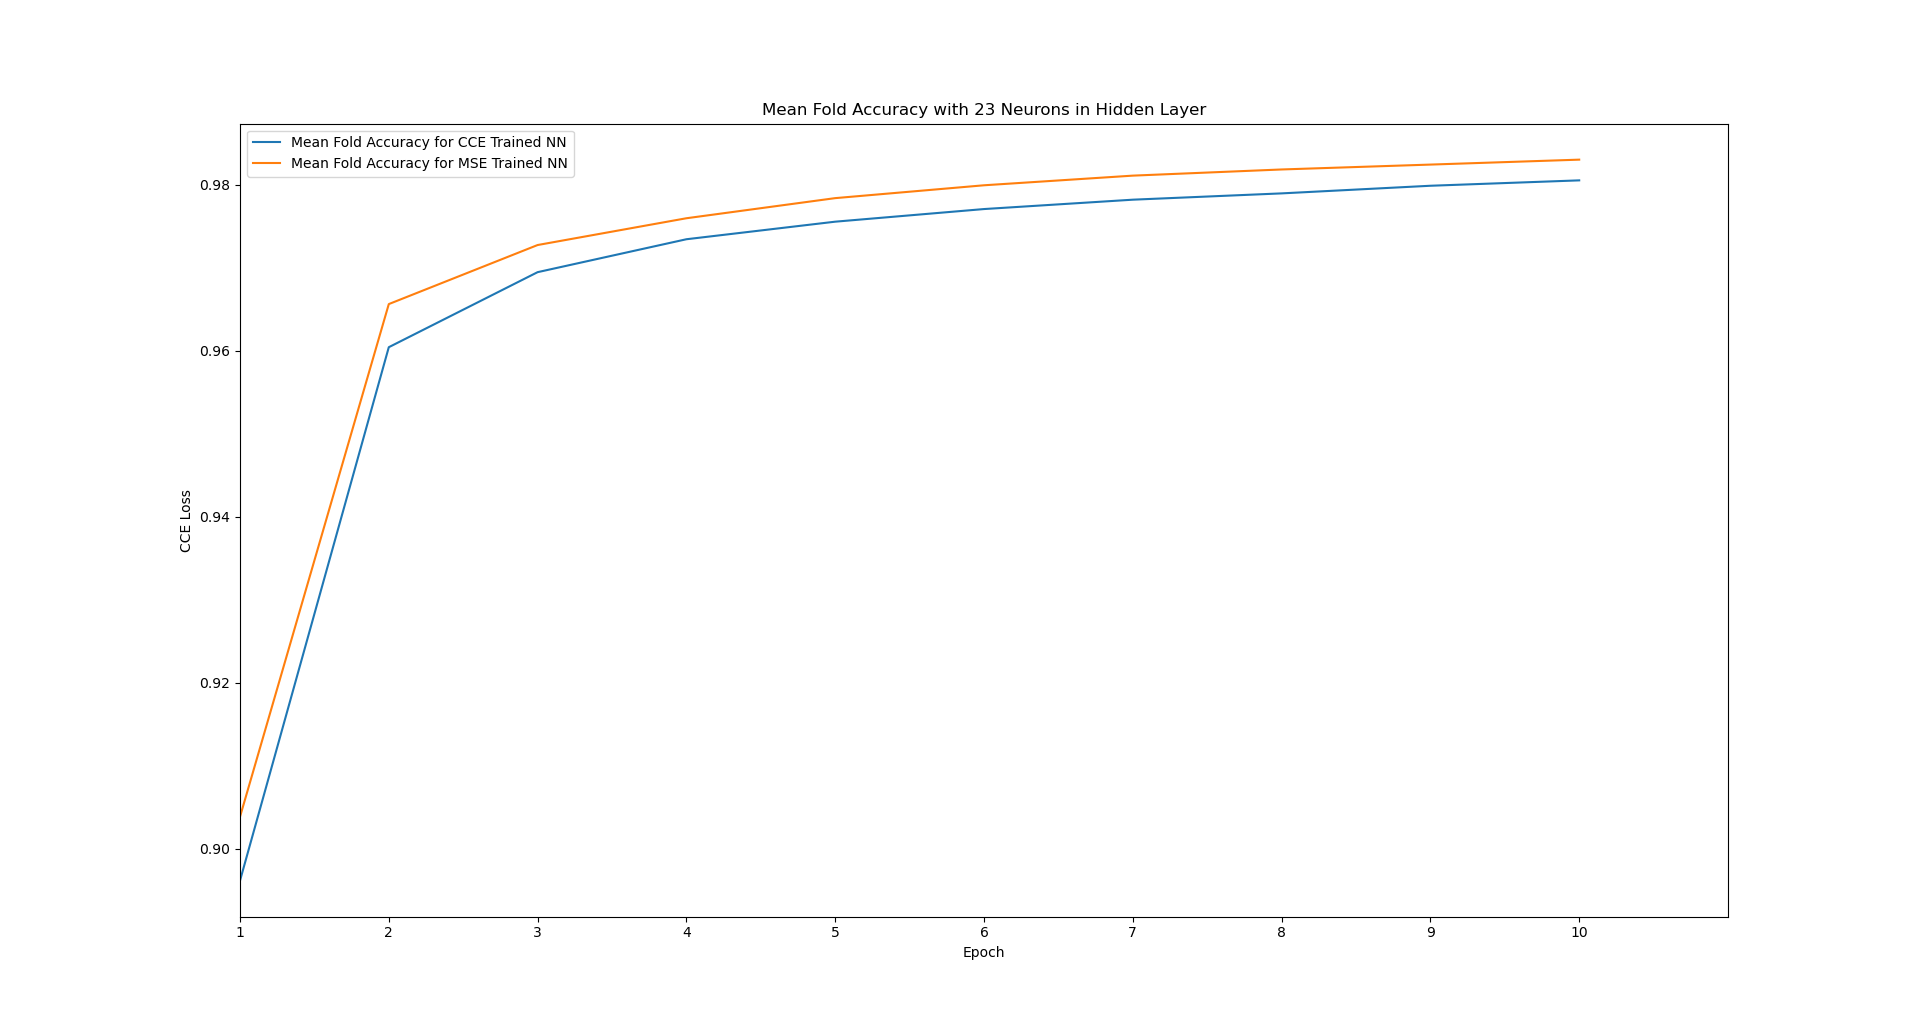 Mean Fold Accuracy with 23 Neurons in Hidden Layer
Mean Fold Accuracy for CCE Trained NN
Mean Fold Accuracy for MSE Trained NN
0.98
0.96
0.94
0.92
0.90
CCE Loss
1 2 3 4 5 6 7 8 9 10
Epoch